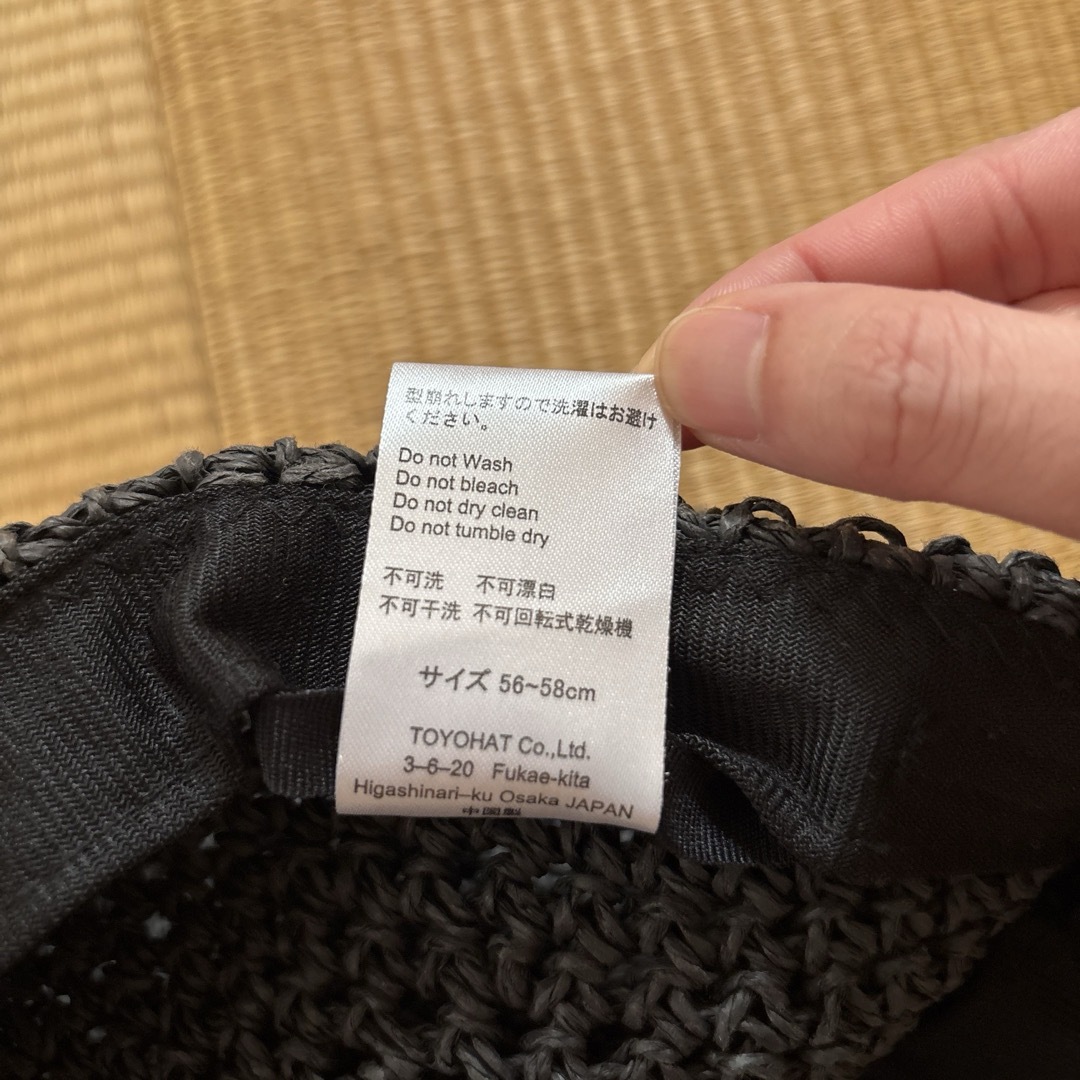 型崩れしますので洗濯はお避け
ください。
Do not Wash
Do not bleach
Do not dry clean
Do not tumble dry
不可洗 不可漂白
不可干洗 不可回転式乾燥機
サイズ 56~58cm
TOYOHAT Co.,Ltd.
3–6–20 Fukae-kita
Higashinari–ku Osaka JAPAN
中国製